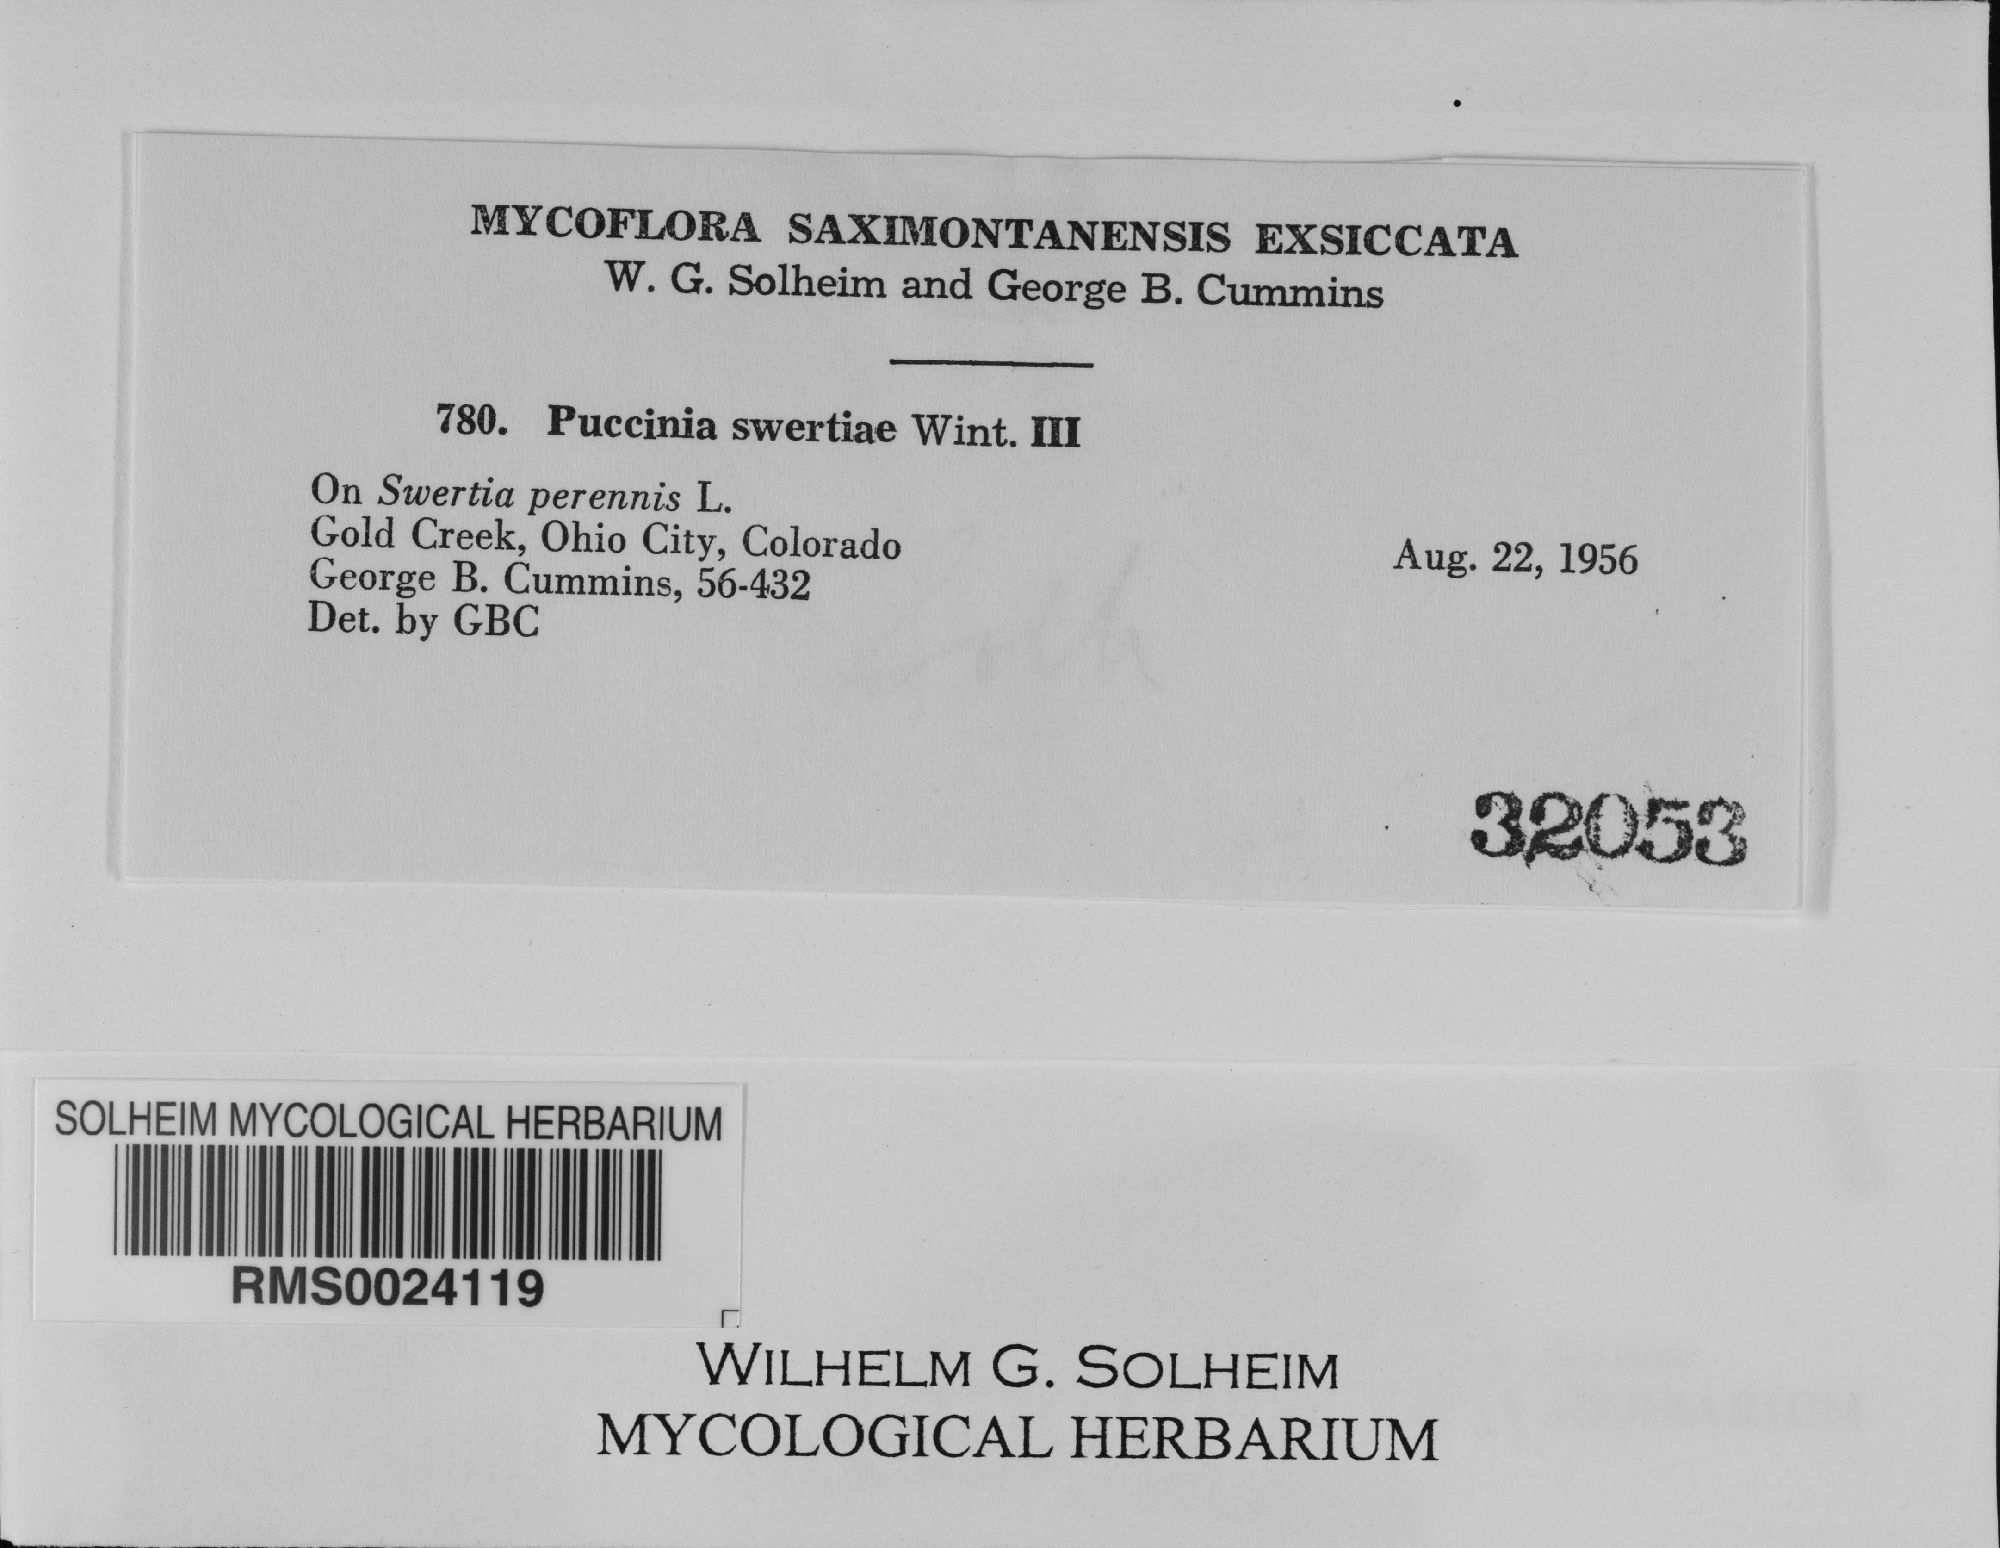 MYCOFLORA SAXIMONTANENSIS EXSICCATA
W. G. Solheim and George B. Cummins
780. Puccinia swertiae Wint. III
On Swertia perennis L.
Gold Creek, Ohio City, Colorado
Aug. 22, 1956
George B. Cummins, 56-432
Det. by GBC
32053
SOLHEIM MYCOLOGICAL HERBARIUM
RMS0024119
WILHELM G. SOLHEIM
MYCOLOGICAL HERBARIUM